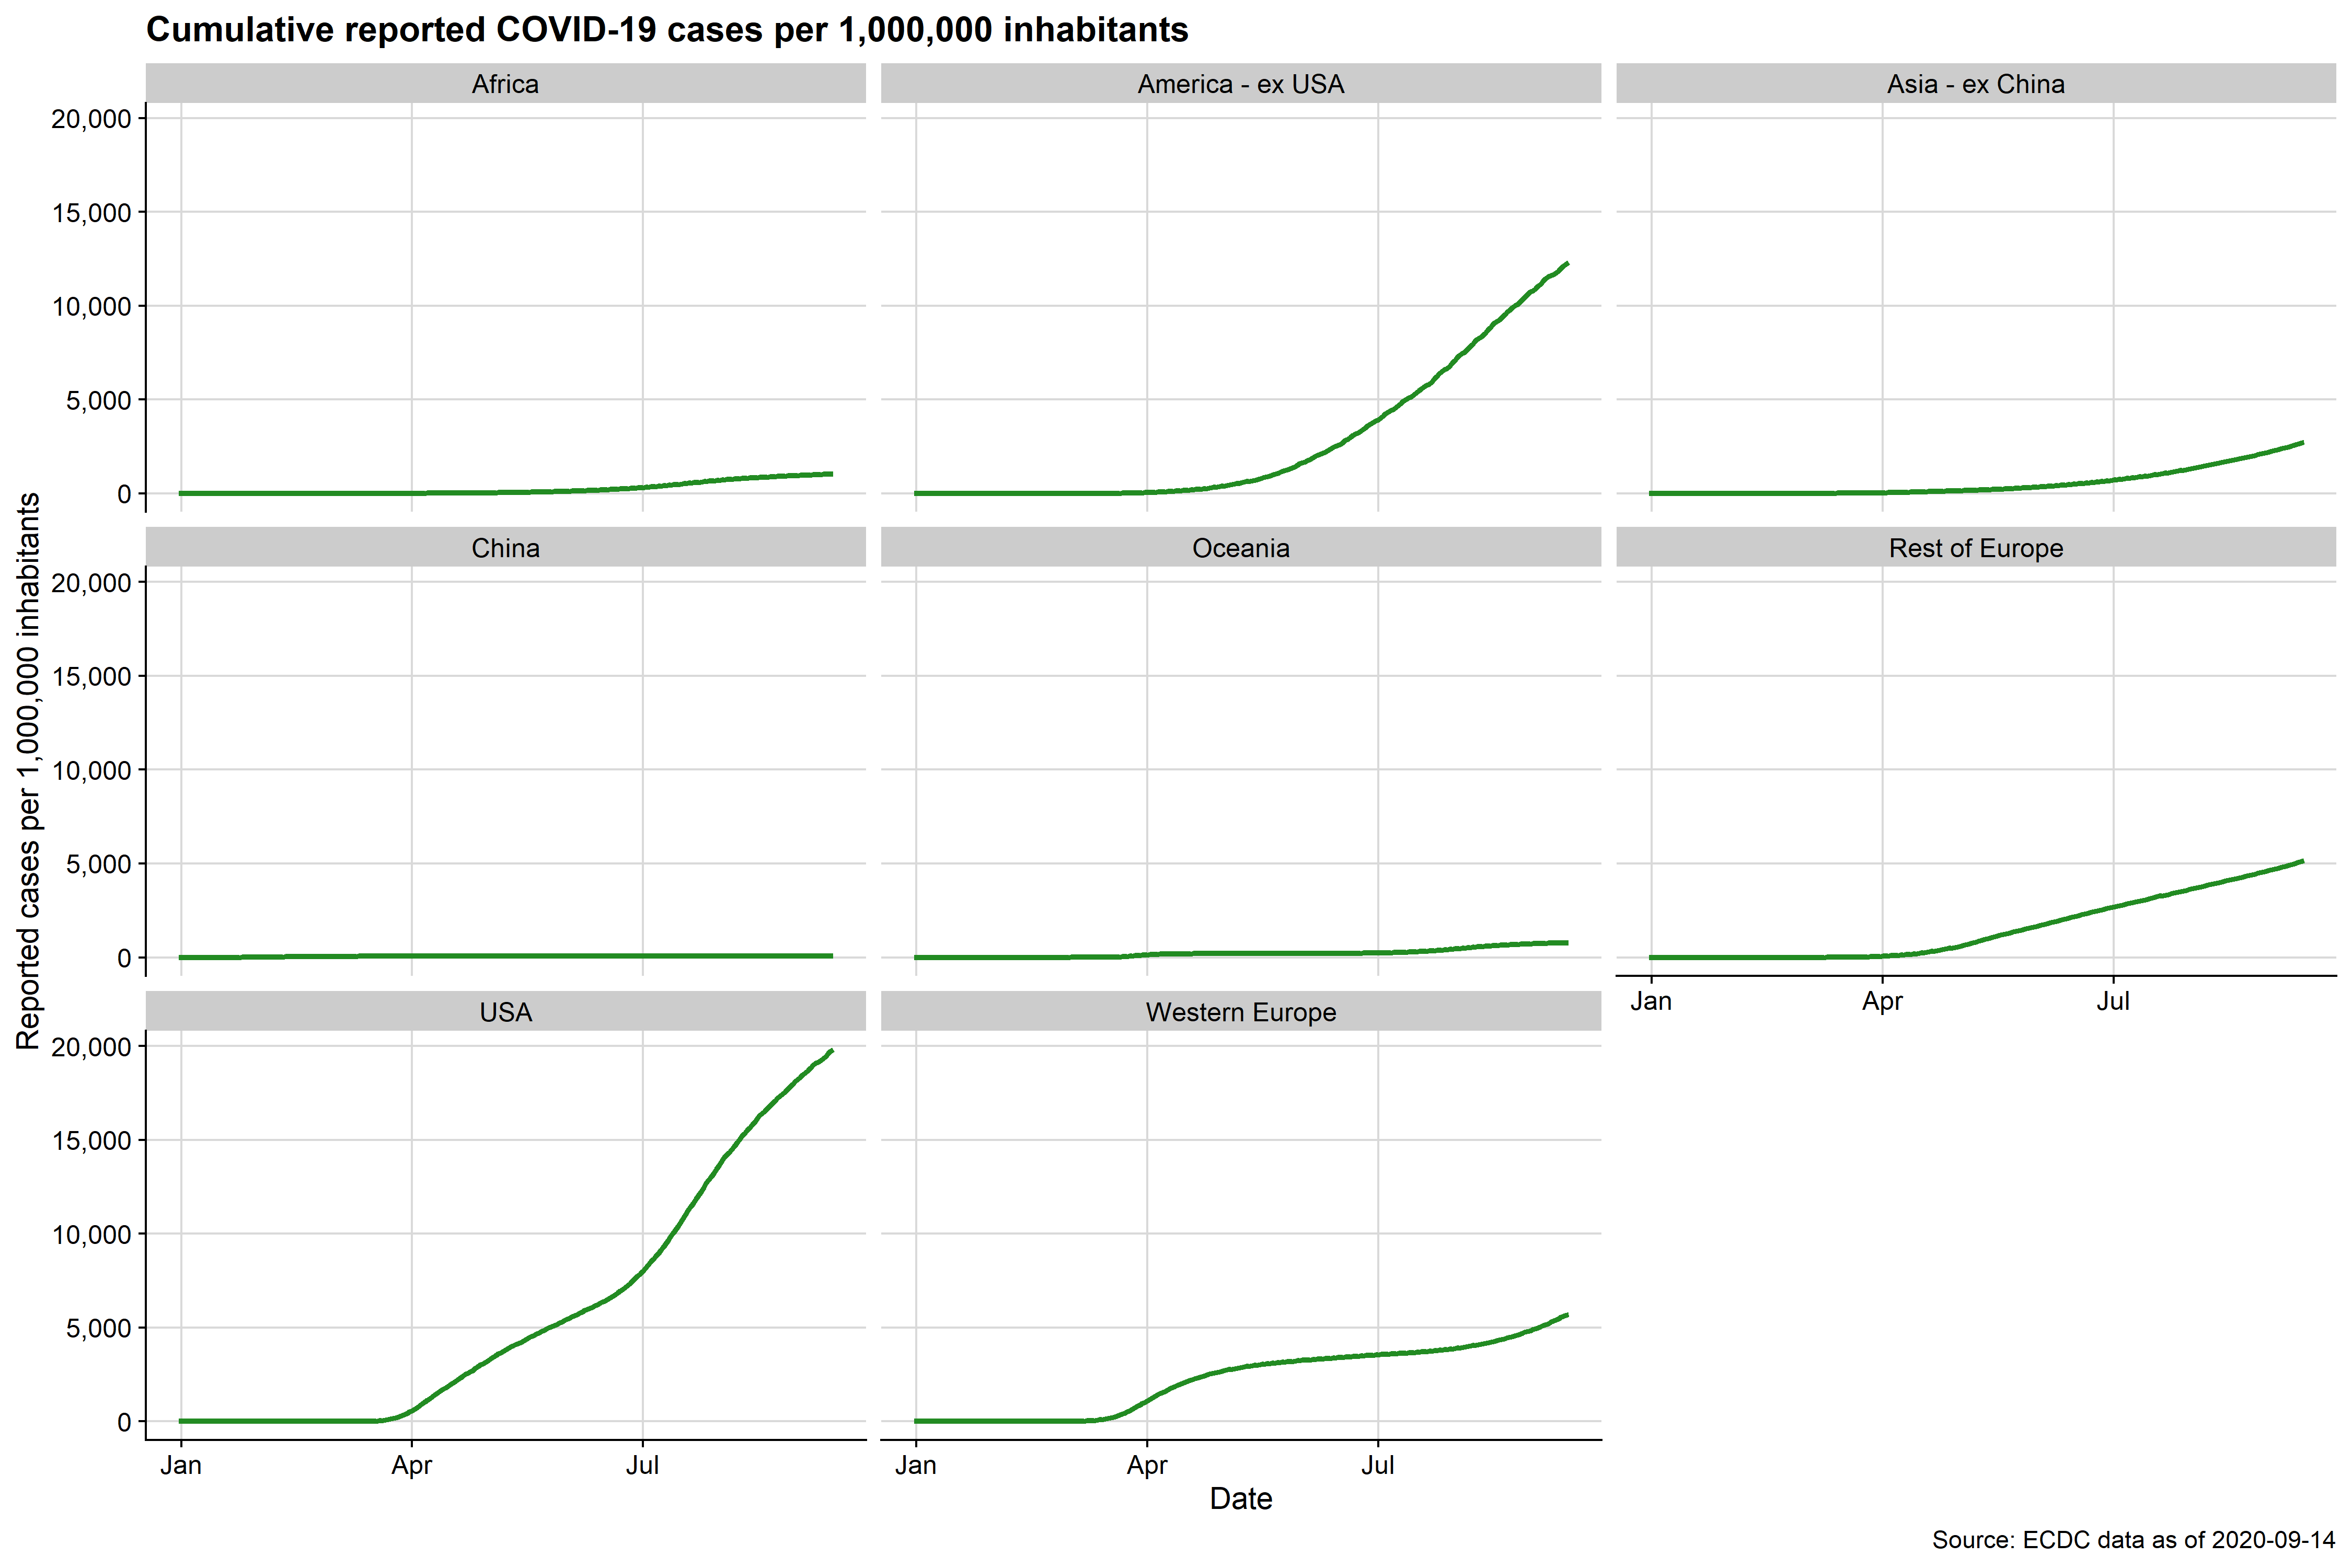 Cumulative reported COVID-19 cases per 1,000,000 inhabitants
Africa
America - ex USA
Asia - ex China
20,000
15,000
10,000
5,000
0
China
Oceania
Rest of Europe
20,000
15,000
10,000
5,000
0
Jan
Apr
Jul
USA
Western Europe
20,000
15,000
10,000
5,000
0
Jan
Apr
Jul
Jan
Apr
Jul
Reported cases per 1,000,000 inhabitants
Date
Source: ECDC data as of 2020-09-14